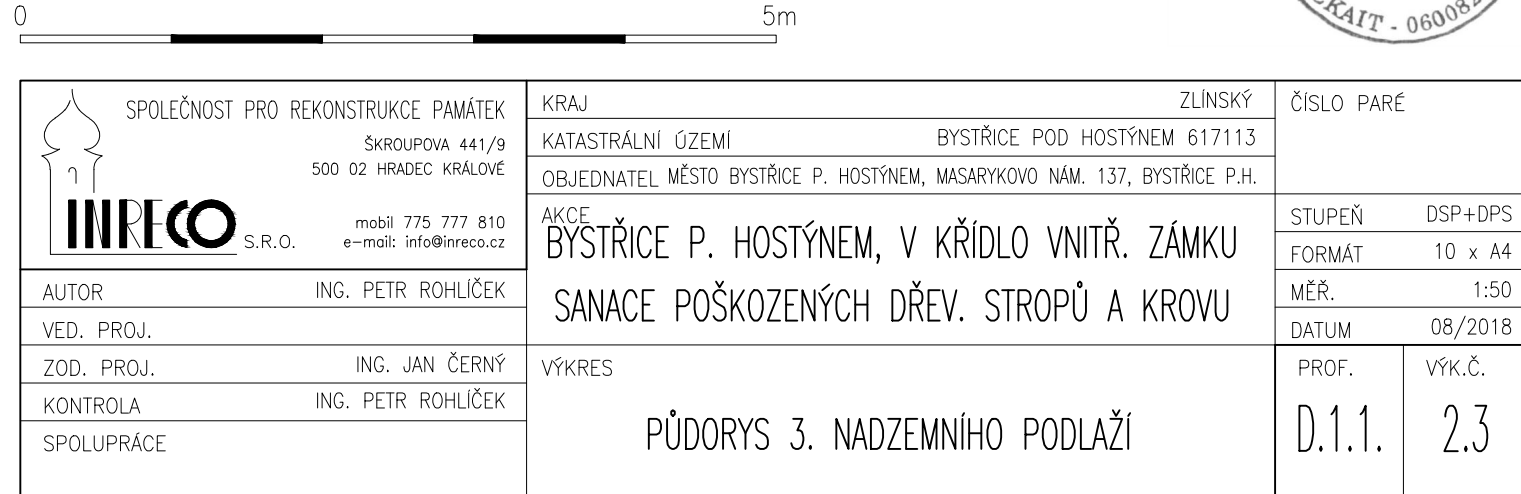 0 5m
ČKAIT - 06008
SPOLEČNOST PRO REKONSTRUKCE PAMÁTEK
ŠKROUPOVA 441/9
500 02 HRADEC KRÁLOVÉ
INRECO S.R.O.
mobil 775 777 810
e-mail: info@inreco.cz
AUTOR ING. PETR ROHLÍČEK
VED. PROJ.
ZOD. PROJ. ING. JAN ČERNÝ
KONTROLA ING. PETR ROHLÍČEK
SPOLUPRÁCE
KRAJ ZLÍNSKÝ
KATASTRÁLNÍ ÚZEMÍ BYSTŘICE POD HOSTÝNEM 617113
OBJEDNATEL MĚSTO BYSTŘICE P. HOSTÝNEM, MASARYKOVO NÁM. 137, BYSTŘICE P.H.
AKCE
BYSTŘICE P. HOSTÝNEM, V KŘÍDLO VNITŘ. ZÁMKU
SANACE POŠKOZENÝCH DŘEV. STROPŮ A KROVU
VÝKRES
PŮDORYS 3. NADZEMNÍHO PODLAŽÍ
ČÍSLO PARÉ
STUPEŇ DSP+DPS
FORMÁT 10 x A4
MĚŘ. 1:50
DATUM 08/2018
PROF. VÝK.Č.
D.1.1. 2.3